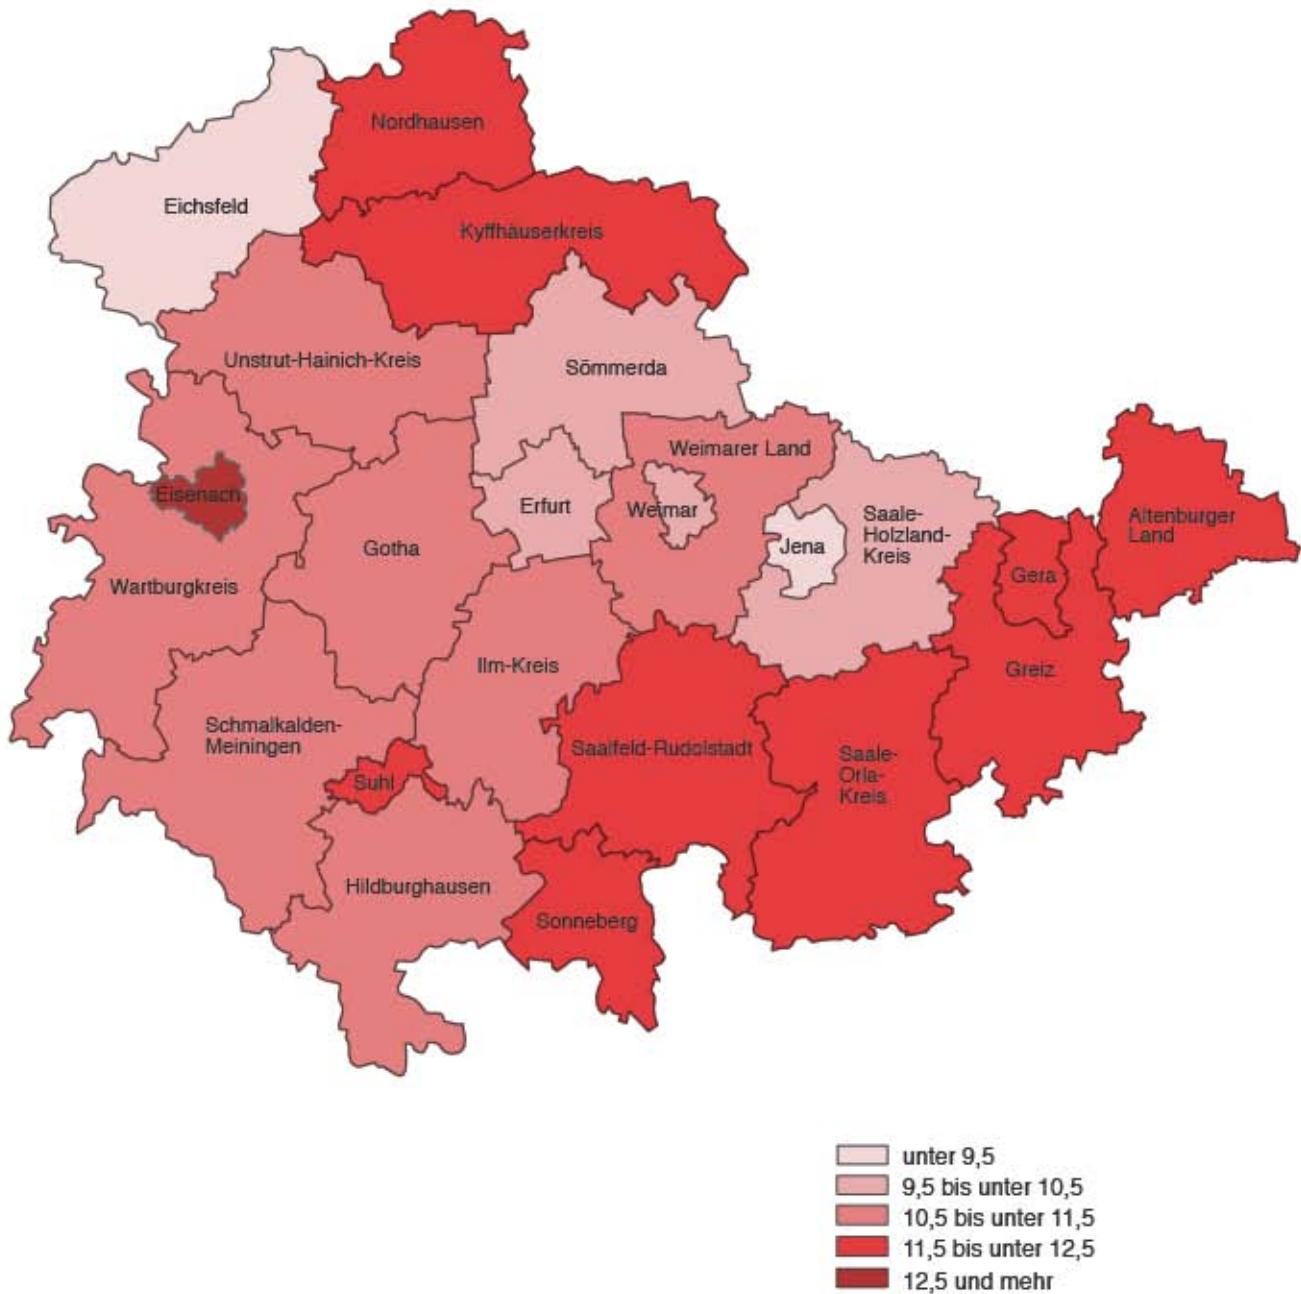 Nordhausen
Eichsfeld
Kyffhäuserkreis
Unstrut-Hainich-Kreis
Sömmerda
Weimarer Land
Eisenach
Erfurt
Weimar
Saale-
Holzland-
Kreis
Altenburger
Land
Gotha
Jena
Gera
Wartburgkreis
Ilm-Kreis
Greiz
Schmalkalden-
Meiningen
Saalfeld-Rudolstadt
Saale-
Orla-
Kreis
Suhl
Hildburghausen
Sonneberg
unter 9,5
9,5 bis unter 10,5
10,5 bis unter 11,5
11,5 bis unter 12,5
12,5 und mehr